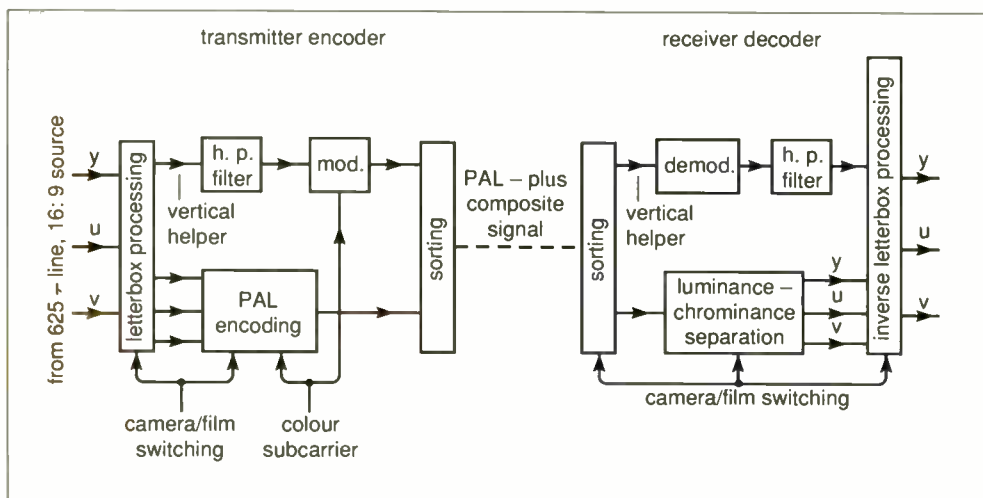 transmitter encoder
receiver decoder
from 625 – line, 16: 9 source
y
u
v
letterbox processing
h. p.
filter
mod.
vertical
helper
PAL
encoding
camera/film
switching
colour
subcarrier
sorting
PAL – plus
composite
signal
sorting
vertical
helper
demod.
h. p.
filter
luminance –
chrominance
separation
y
u
v
inverse letterbox processing
y
u
v
camera/film switching